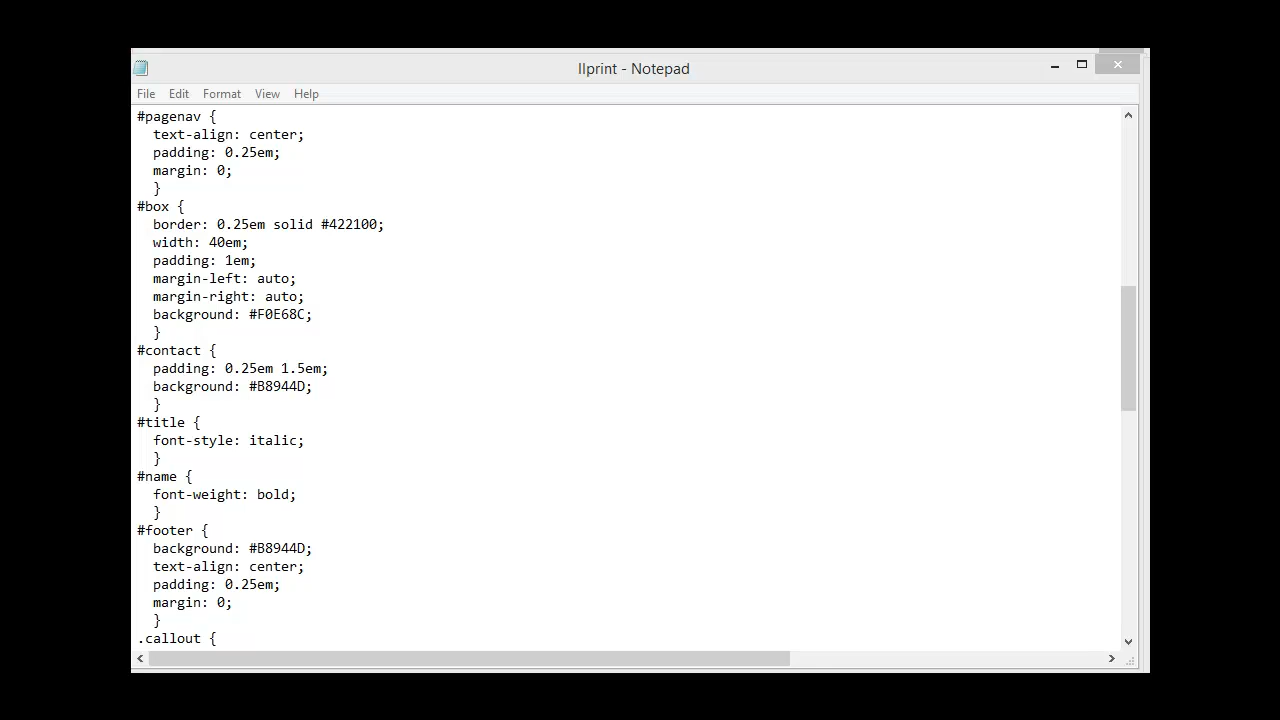 llprint - Notepad
File Edit Format View Help
#pagenav {
  text-align: center;
  padding: 0.25em;
  margin: 0;
  }
#box {
  border: 0.25em solid #422100;
  width: 40em;
  padding: 1em;
  margin-left: auto;
  margin-right: auto;
  background: #F0E68C;
  }
#contact {
  padding: 0.25em 1.5em;
  background: #B8944D;
  }
#title {
  font-style: italic;
  }
#name {
  font-weight: bold;
  }
#footer {
  background: #B8944D;
  text-align: center;
  padding: 0.25em;
  margin: 0;
  }
.callout {